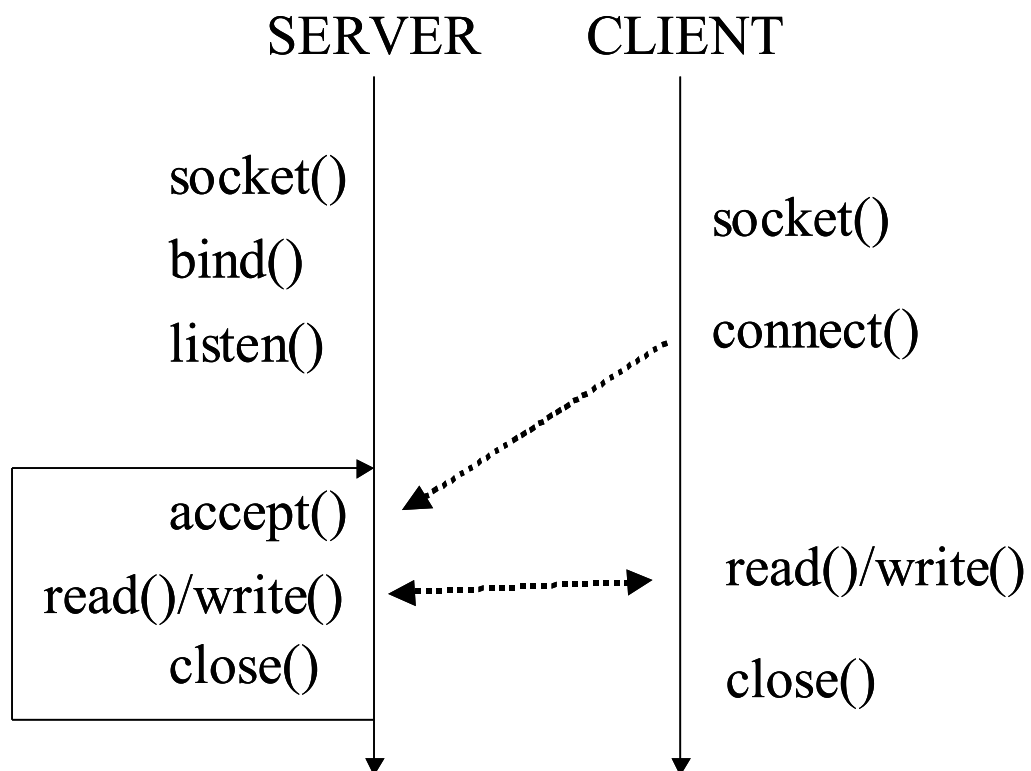 SERVER CLIENT
socket()
socket()
bind()
connect()
listen()
accept()
read()/write()
read()/write()
close()
close()